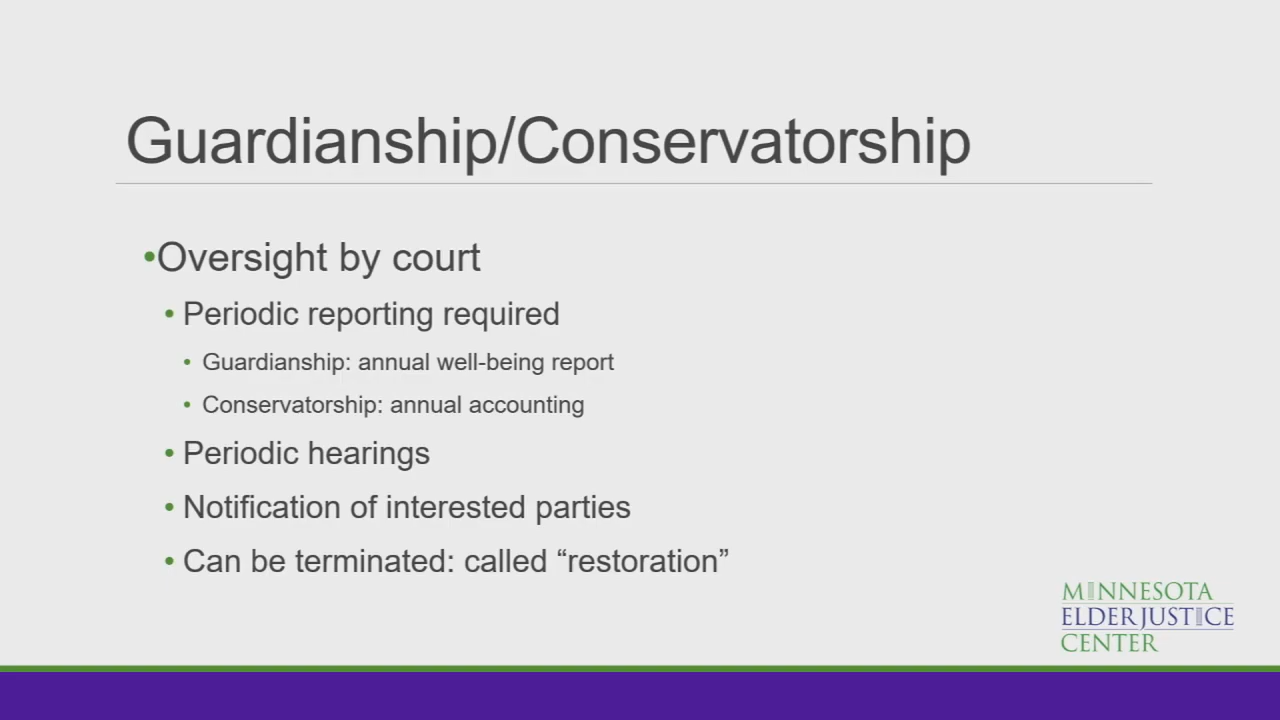 Guardianship/Conservatorship
•Oversight by court
• Periodic reporting required
• Guardianship: annual well-being report
• Conservatorship: annual accounting
• Periodic hearings
• Notification of interested parties
• Can be terminated: called “restoration”
MINNESOTA
ELDER JUSTICE
CENTER